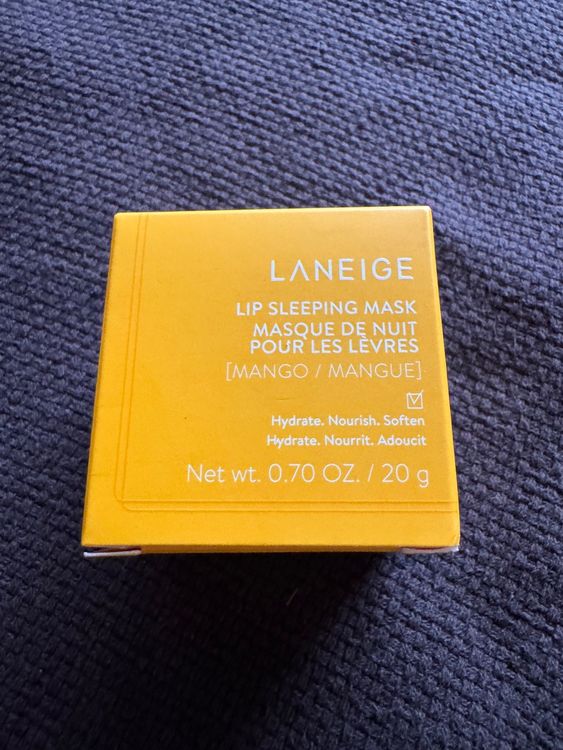 LANEIGE
LIP SLEEPING MASK
MASQUE DE NUIT
POUR LES LÈVRES
[MANGO / MANGUE]
Hydrate. Nourish. Soften
Hydrate. Nourrit. Adoucit
Net wt. 0.70 OZ. / 20 g